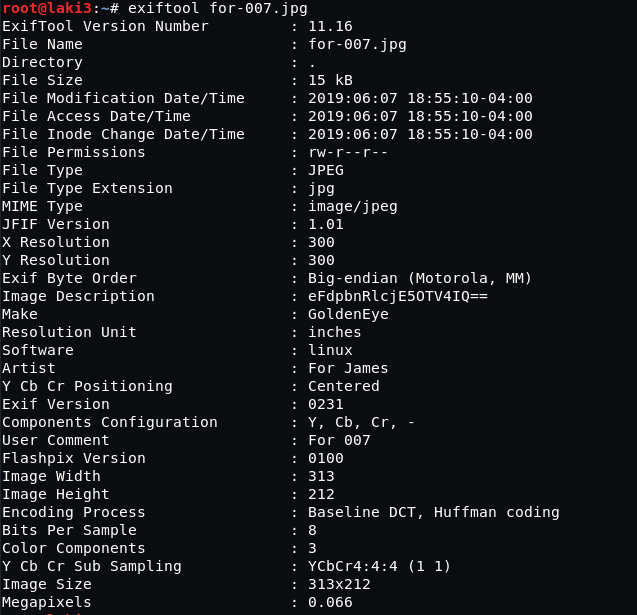 root@laki3:~# exiftool for-007.jpg
ExifTool Version Number         : 11.16
File Name                       : for-007.jpg
Directory                       : .
File Size                       : 15 kB
File Modification Date/Time     : 2019:06:07 18:55:10-04:00
File Access Date/Time           : 2019:06:07 18:55:10-04:00
File Inode Change Date/Time     : 2019:06:07 18:55:10-04:00
File Permissions                : rw-r--r--
File Type                       : JPEG
File Type Extension             : jpg
MIME Type                       : image/jpeg
JFIF Version                    : 1.01
X Resolution                    : 300
Y Resolution                    : 300
Exif Byte Order                 : Big-endian (Motorola, MM)
Image Description               : eFdpbnRlcjE5OTV4IQ==
Make                            : GoldenEye
Resolution Unit                 : inches
Software                        : linux
Artist                          : For James
Y Cb Cr Positioning             : Centered
Exif Version                    : 0231
Components Configuration        : Y, Cb, Cr, -
User Comment                    : For 007
Flashpix Version                : 0100
Image Width                     : 313
Image Height                    : 212
Encoding Process                : Baseline DCT, Huffman coding
Bits Per Sample                 : 8
Color Components                : 3
Y Cb Cr Sub Sampling            : YCbCr4:4:4 (1 1)
Image Size                      : 313x212
Megapixels                      : 0.066